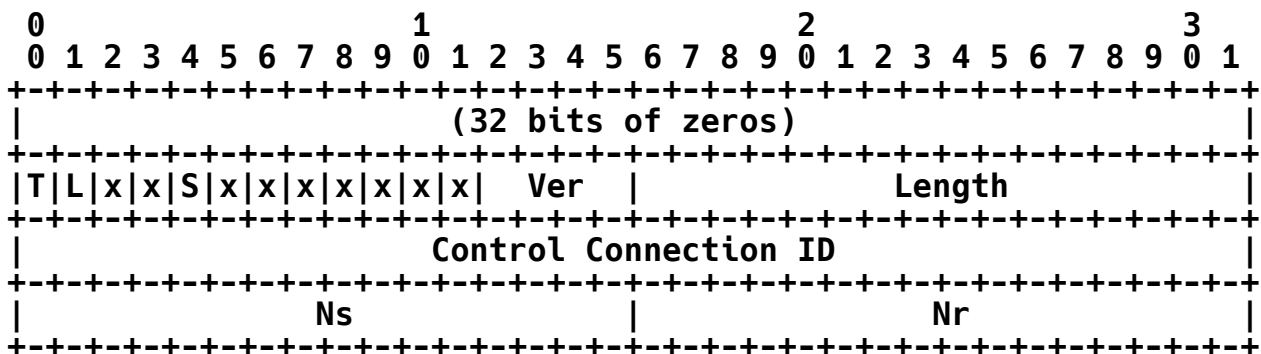 0                   1                   2                   3
 0 1 2 3 4 5 6 7 8 9 0 1 2 3 4 5 6 7 8 9 0 1 2 3 4 5 6 7 8 9 0 1
+-+-+-+-+-+-+-+-+-+-+-+-+-+-+-+-+-+-+-+-+-+-+-+-+-+-+-+-+-+-+-+-+
|                      (32 bits of zeros)                       |
+-+-+-+-+-+-+-+-+-+-+-+-+-+-+-+-+-+-+-+-+-+-+-+-+-+-+-+-+-+-+-+-+
|T|L|x|x|S|x|x|x|x|x|x|x|  Ver  |             Length            |
+-+-+-+-+-+-+-+-+-+-+-+-+-+-+-+-+-+-+-+-+-+-+-+-+-+-+-+-+-+-+-+-+
|                     Control Connection ID                     |
+-+-+-+-+-+-+-+-+-+-+-+-+-+-+-+-+-+-+-+-+-+-+-+-+-+-+-+-+-+-+-+-+
|               Ns              |               Nr              |
+-+-+-+-+-+-+-+-+-+-+-+-+-+-+-+-+-+-+-+-+-+-+-+-+-+-+-+-+-+-+-+-+